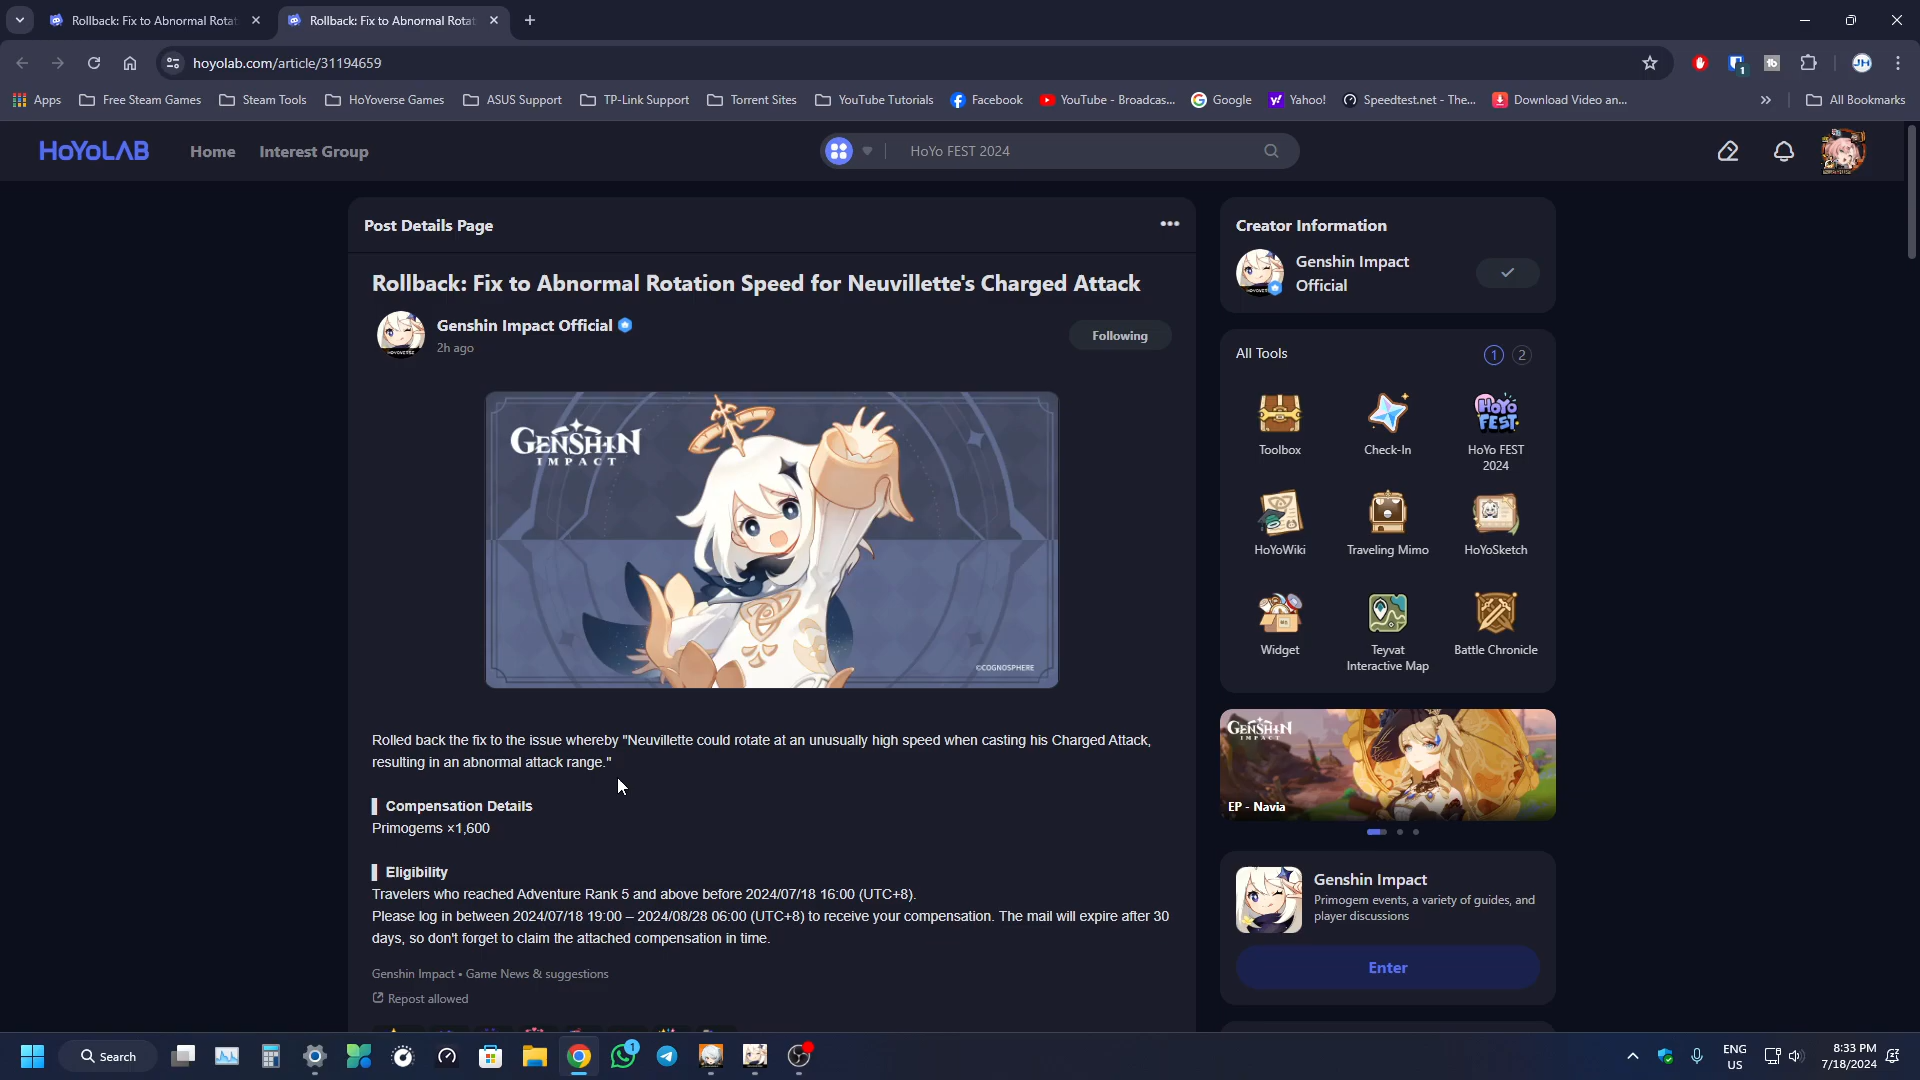 Rollback: Fix to Abnormal Rotat
Rollback: Fix to Abnormal Rotat
hoyolab.com/article/31194659
JH
Apps
Free Steam Games
Steam Tools
HoYoverse Games
ASUS Support
TP-Link Support
Torrent Sites
YouTube Tutorials
Facebook
YouTube - Broadcas...
Google
Yahoo!
Speedtest.net - The...
Download Video an...
All Bookmarks
HoYoLAB
Home
Interest Group
HoYo FEST 2024
Post Details Page
Rollback: Fix to Abnormal Rotation Speed for Neuvillette's Charged Attack
Genshin Impact Official
2h ago
Following
GENSHIN
IMPACT
©COGNOSPHERE
Rolled back the fix to the issue whereby "Neuvillette could rotate at an unusually high speed when casting his Charged Attack,
resulting in an abnormal attack range."
Compensation Details
Primogems ×1,600
Eligibility
Travelers who reached Adventure Rank 5 and above before 2024/07/18 16:00 (UTC+8).
Please log in between 2024/07/18 19:00 – 2024/08/28 06:00 (UTC+8) to receive your compensation. The mail will expire after 30
days, so don't forget to claim the attached compensation in time.
Genshin Impact • Game News & suggestions
Repost allowed
Creator Information
Genshin Impact
Official
All Tools
1
2
Toolbox
Check-In
HoYo FEST
2024
HoYoWiki
Traveling Mimo
HoYoSketch
Widget
Teyvat
Interactive Map
Battle Chronicle
GENSHIN
IMPACT
EP - Navia
Genshin Impact
Primogem events, a variety of guides, and
player discussions
Enter
Search
1
ENG
US
8:33 PM
7/18/2024